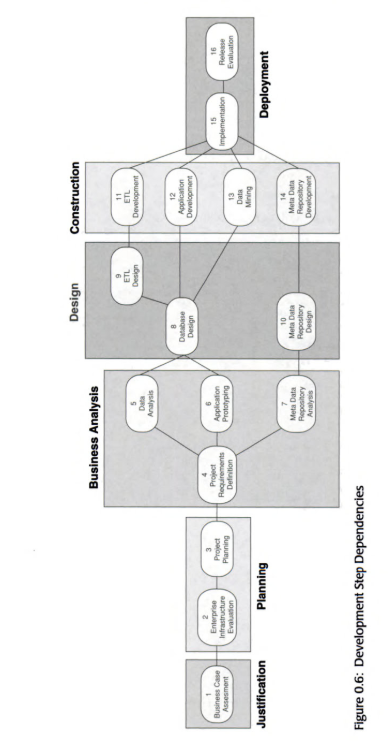 Justification
1
Business Case
Assesment
Planning
2
Enterprise
Infrastructure
Evaluation
3
Project
Planning
Business Analysis
4
Project
Requirements
Definition
5
Data
Analysis
6
Application
Prototyping
7
Meta Data
Repository
Analysis
Design
8
Database
Design
9
ETL
Design
10
Meta Data
Repository
Design
Construction
11
ETL
Development
12
Application
Development
13
Data
Mining
14
Meta Data
Repository
Development
Deployment
15
Implementation
16
Release
Evaluation
Figure 0.6: Development Step Dependencies